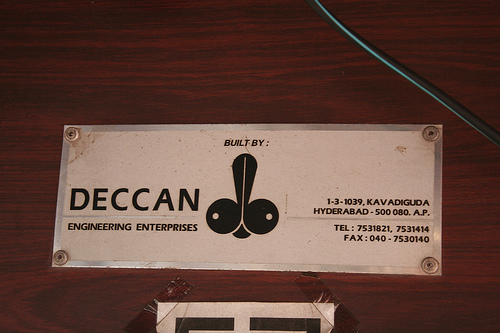 BUILT BY :
DECCAN
ENGINEERING ENTERPRISES
1-3-1039, KAVADIGUDA
HYDERABAD - 500 080. A.P.
TEL : 7531821, 7531414
FAX : 040 - 7530140